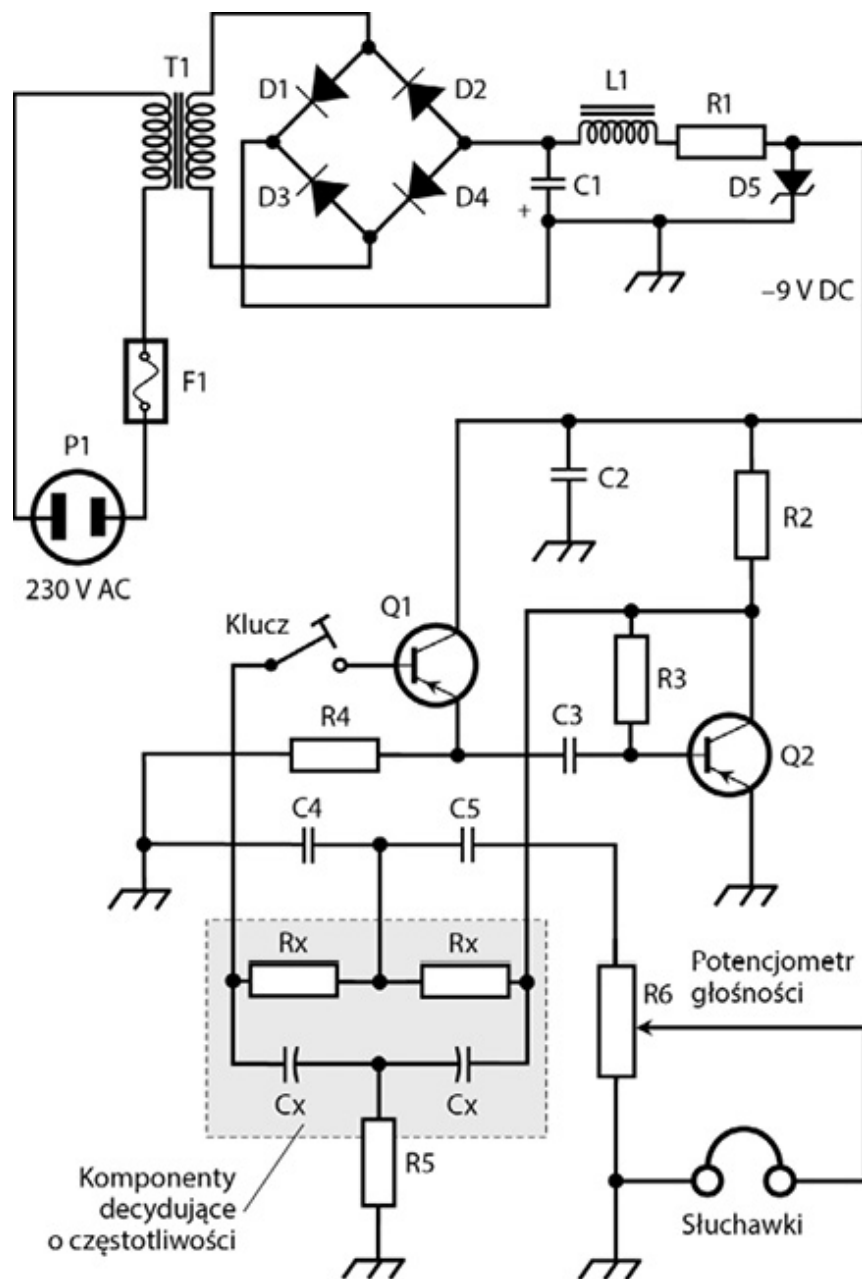 T1
D1
D2
D3
D4
L1
R1
C1
+
D5
–9 V DC
F1
P1
230 V AC
C2
R2
Q1
Klucz
R3
R4
C3
Q2
C4
C5
Rx
Rx
Potencjometr
głośności
R6
Cx
Cx
R5
Komponenty
decydujące
o częstotliwości
Słuchawki